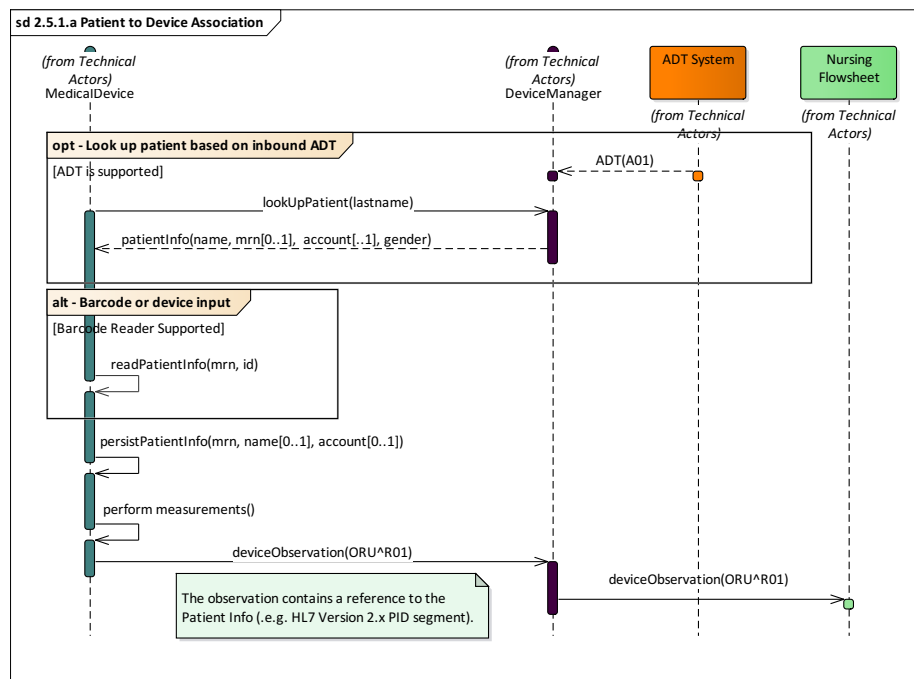 sd 2.5.1.a Patient to Device Association
(from Technical
Actors)
MedicalDevice
(from Technical
Actors)
DeviceManager
ADT System
(from Technical
Actors)
Nursing
Flowsheet
(from Technical
Actors)
opt - Look up patient based on inbound ADT
[ADT is supported]
ADT(A01)
lookUpPatient(lastname)
patientInfo(name, mrn[0..1], account[..1], gender)
alt - Barcode or device input
[Barcode Reader Supported]
readPatientInfo(mrn, id)
persistPatientInfo(mrn, name[0..1], account[0..1])
perform measurements()
deviceObservation(ORU^R01)
deviceObservation(ORU^R01)
The observation contains a reference to the
Patient Info (.e.g. HL7 Version 2.x PID segment).